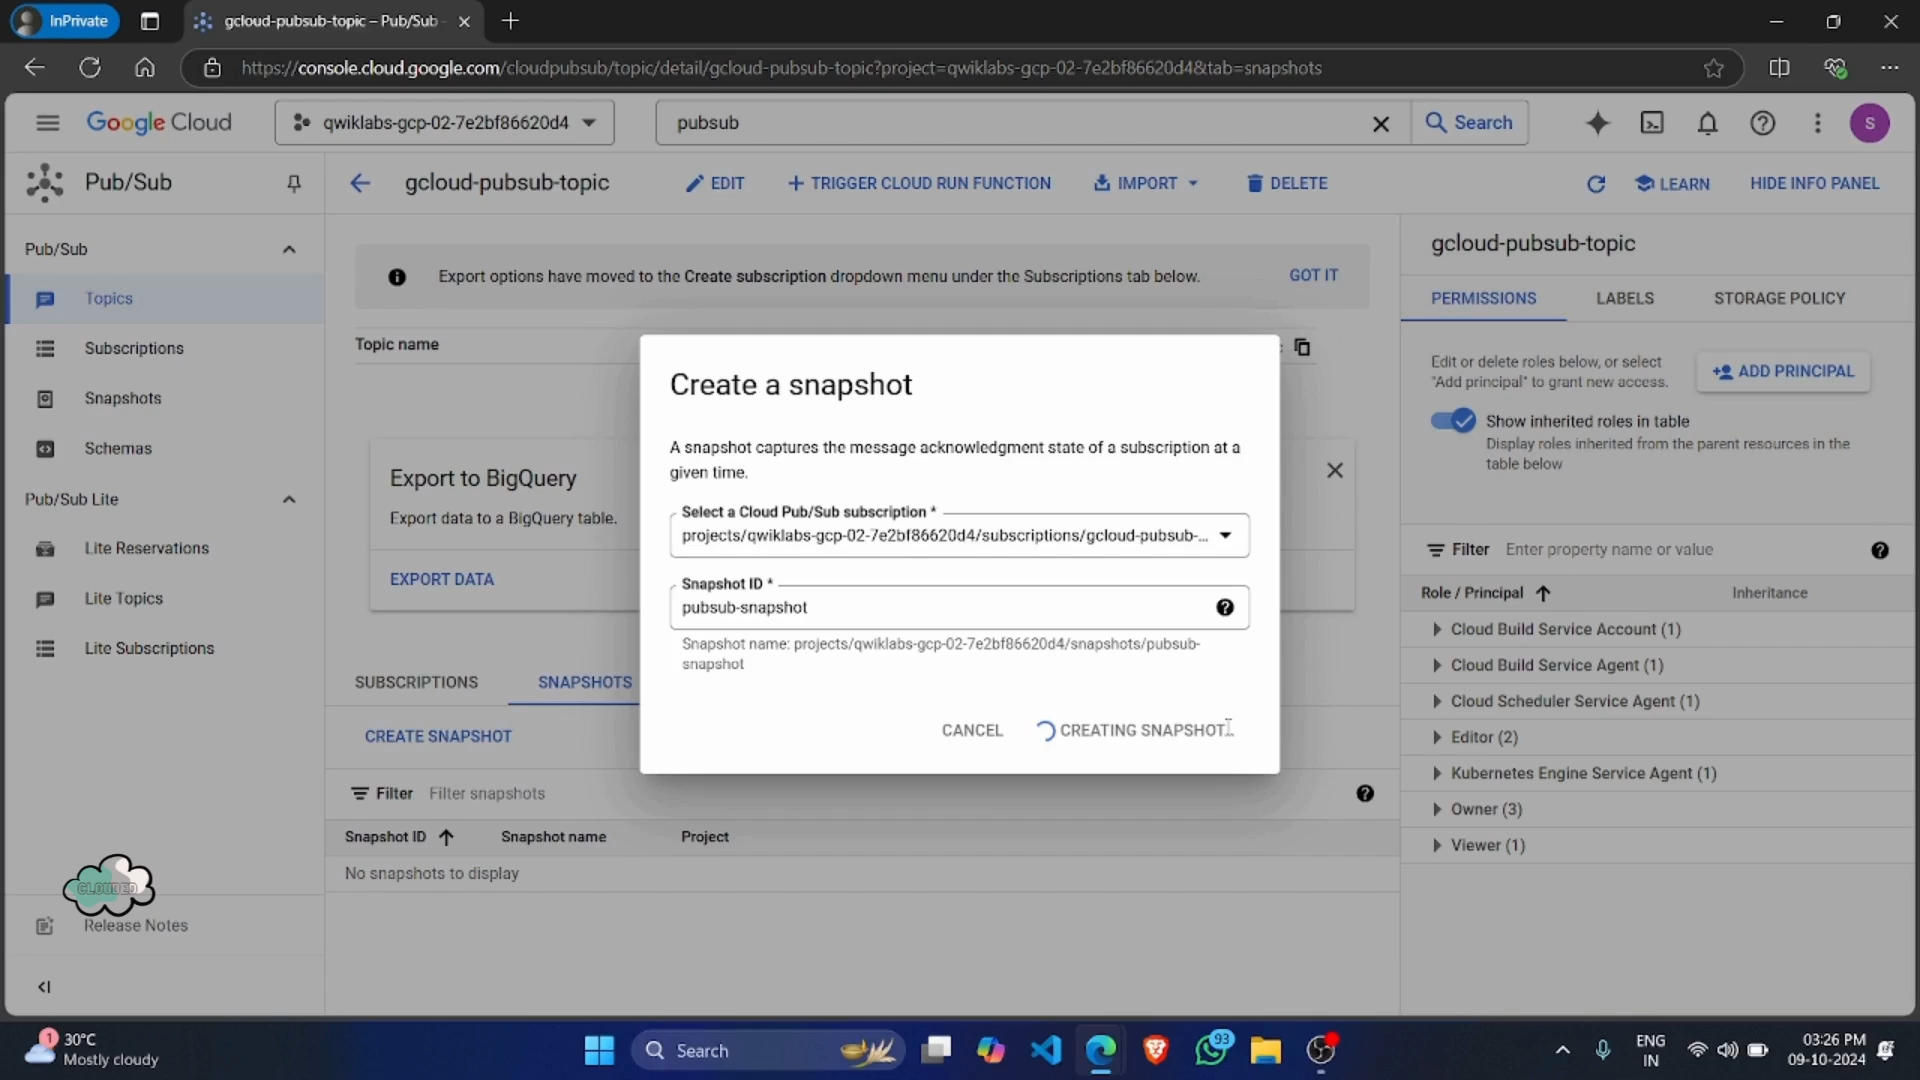 InPrivate
gcloud-pubsub-topic – Pub/Sub
https://console.cloud.google.com/cloudpubsub/topic/detail/gcloud-pubsub-topic?project=qwiklabs-gcp-02-7e2bf86620d4&tab=snapshots
Google Cloud
qwiklabs-gcp-02-7e2bf86620d4
pubsub
Search
S
Pub/Sub
gcloud-pubsub-topic
EDIT
TRIGGER CLOUD RUN FUNCTION
IMPORT
DELETE
LEARN
HIDE INFO PANEL
Pub/Sub
Topics
Subscriptions
Snapshots
Schemas
Pub/Sub Lite
Lite Reservations
Lite Topics
Lite Subscriptions
CLOUDED
Release Notes
Export options have moved to the Create subscription dropdown menu under the Subscriptions tab below.
GOT IT
Topic name
Export to BigQuery
Export data to a BigQuery table.
EXPORT DATA
SUBSCRIPTIONS
SNAPSHOTS
CREATE SNAPSHOT
Filter
Filter snapshots
Snapshot ID
Snapshot name
Project
No snapshots to display
Create a snapshot
A snapshot captures the message acknowledgment state of a subscription at a
given time.
Select a Cloud Pub/Sub subscription *
projects/qwiklabs-gcp-02-7e2bf86620d4/subscriptions/gcloud-pubsub-...
Snapshot ID *
pubsub-snapshot
Snapshot name: projects/qwiklabs-gcp-02-7e2bf86620d4/snapshots/pubsub-
snapshot
CANCEL
CREATING SNAPSHOT...
gcloud-pubsub-topic
PERMISSIONS
LABELS
STORAGE POLICY
Edit or delete roles below, or select
"Add principal" to grant new access.
ADD PRINCIPAL
Show inherited roles in table
Display roles inherited from the parent resources in the
table below
Filter
Enter property name or value
Role / Principal
Inheritance
Cloud Build Service Account (1)
Cloud Build Service Agent (1)
Cloud Scheduler Service Agent (1)
Editor (2)
Kubernetes Engine Service Agent (1)
Owner (3)
Viewer (1)
1
30°C
Mostly cloudy
Search
93
ENG
IN
03:26 PM
09-10-2024